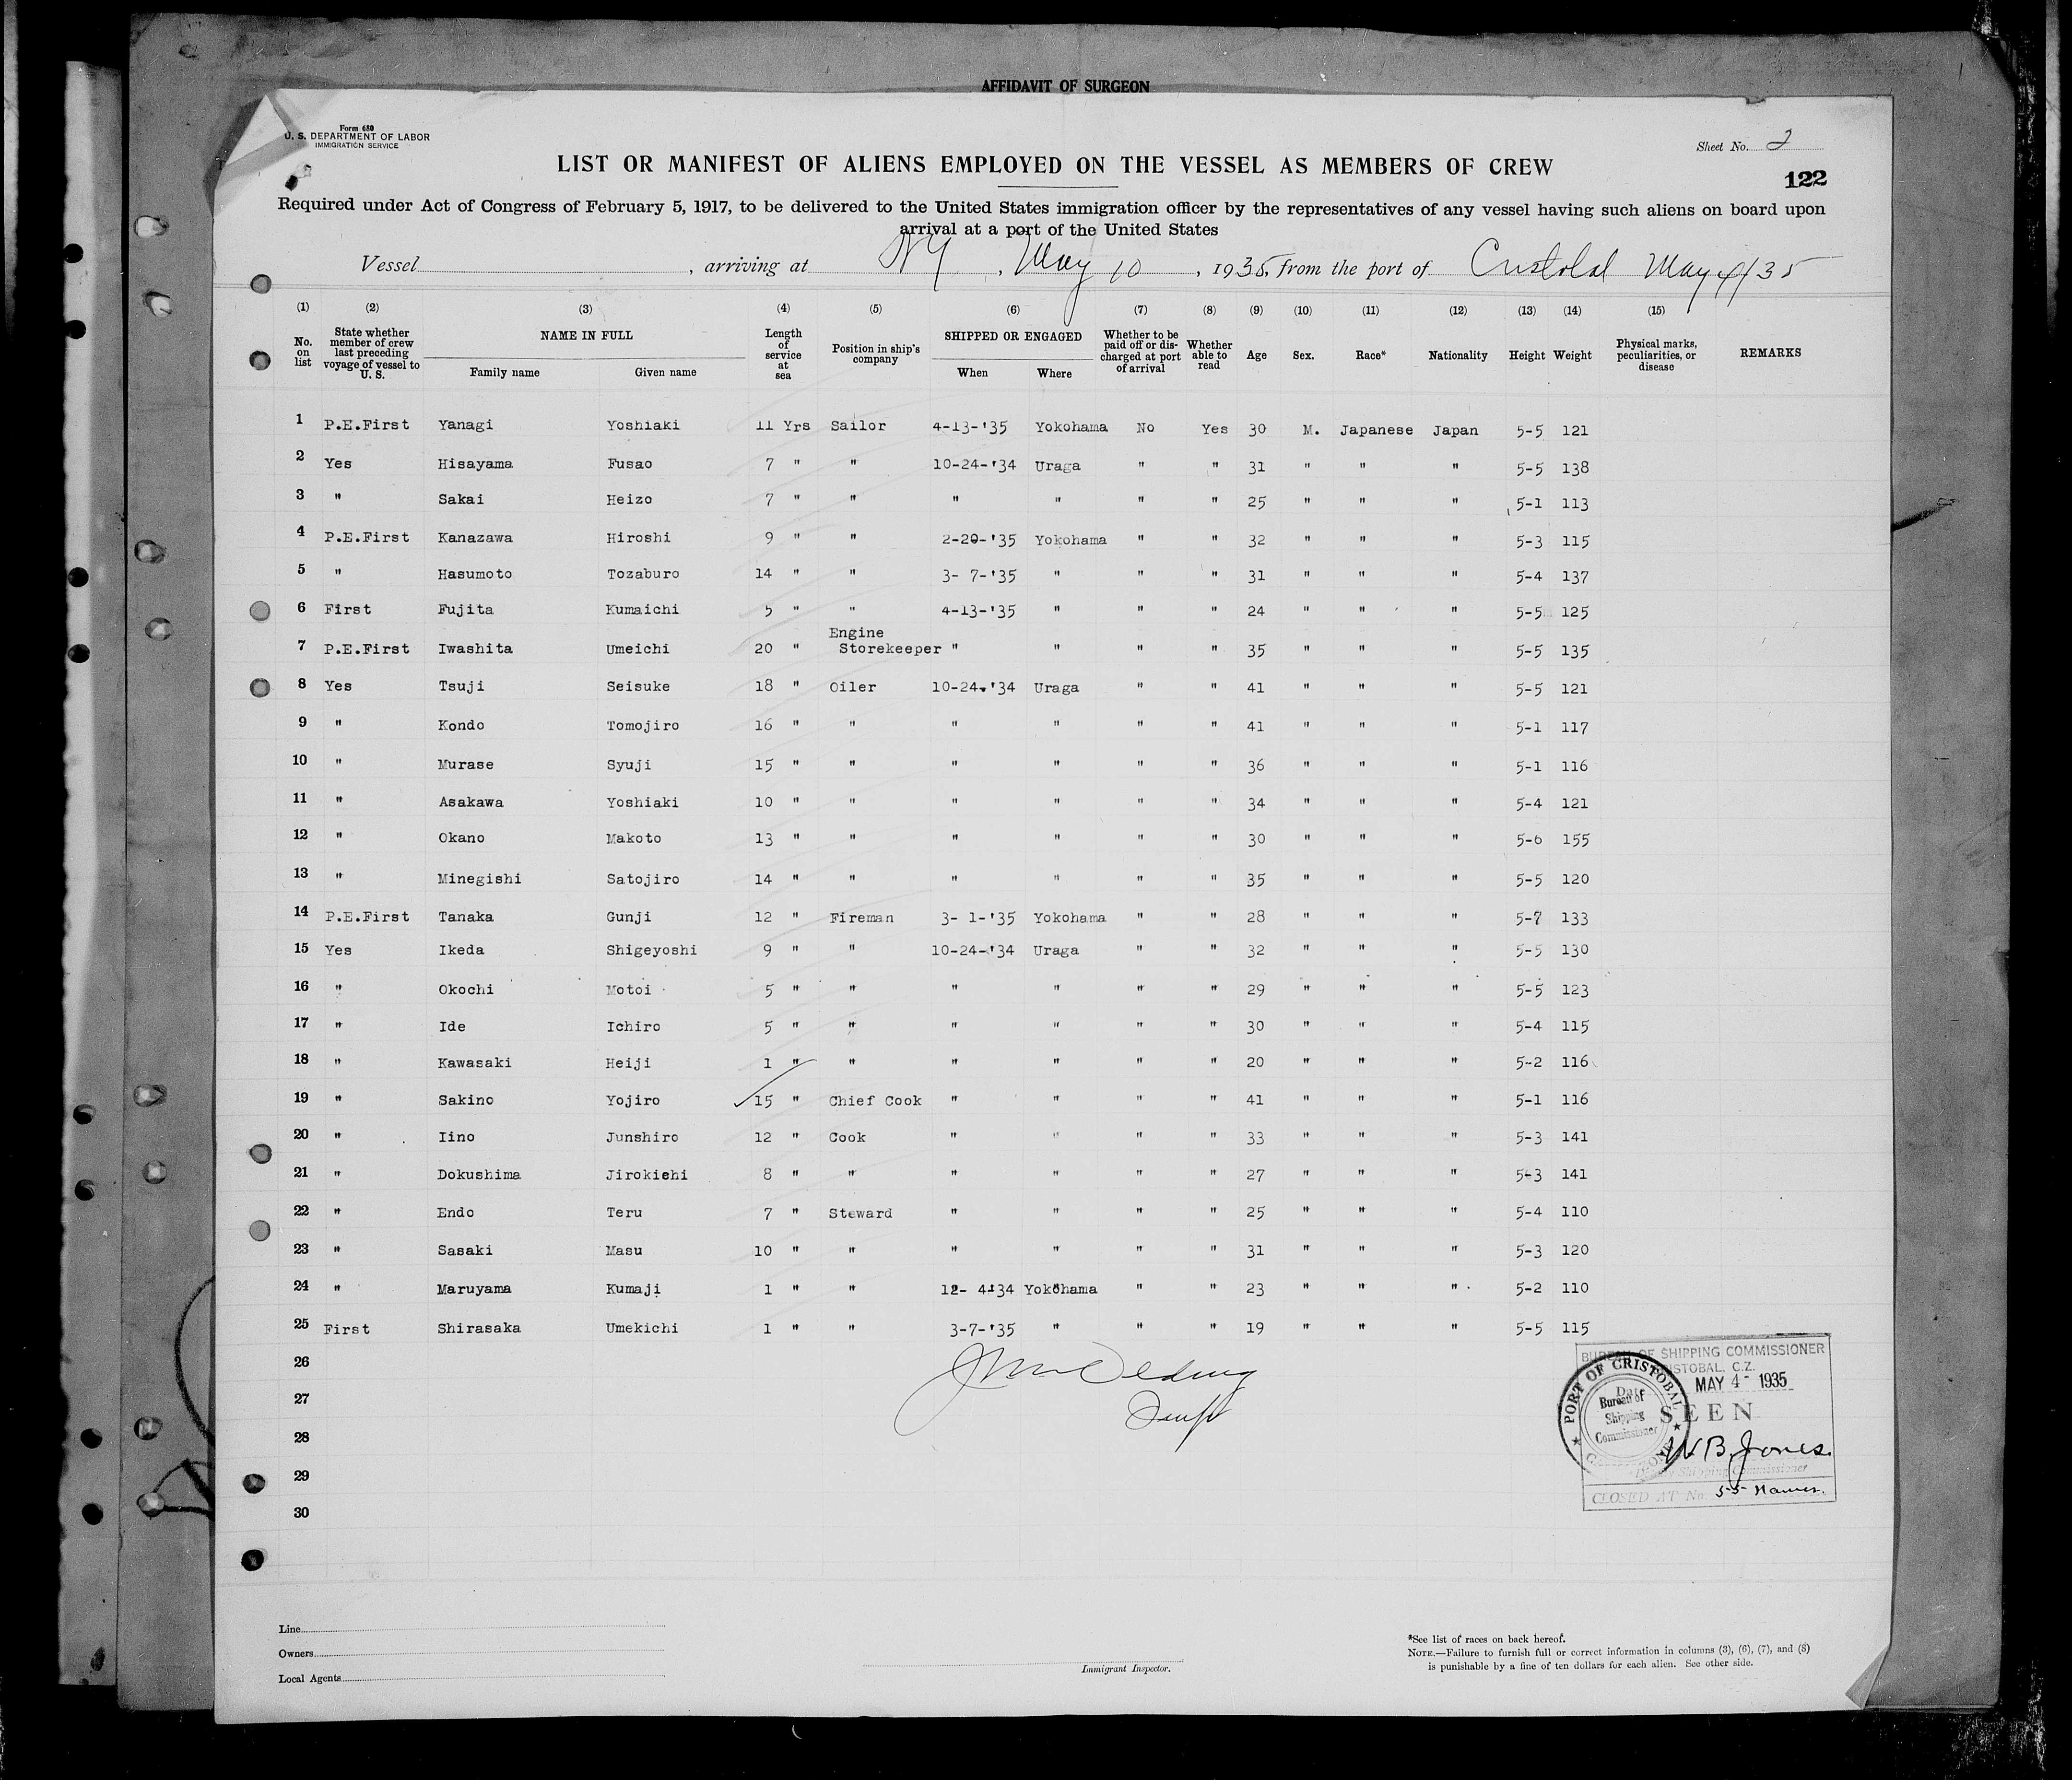 AFFIDAVIT OF SURGEON
Form 680
U. S. DEPARTMENT OF LABOR
IMMIGRATION SERVICE
Sheet No. 2
LIST OR MANIFEST OF ALIENS EMPLOYED ON THE VESSEL AS MEMBERS OF CREW
122
Required under Act of Congress of February 5, 1917, to be delivered to the United States immigration officer by the representatives of any vessel having such aliens on board upon
arrival at a port of the United States
Vessel , arriving at NY , May 10 , 1935, from the port of Cristobal May 4/35
(1) (2) (3) (4) (5) (6) (7) (8) (9) (10) (11) (12) (13) (14) (15)
No. on list State whether member of crew last preceding voyage of vessel to U. S. NAME IN FULL Family name Given name Length of service at sea Position in ship's company SHIPPED OR ENGAGED When Where Whether to be paid off or discharged at port of arrival Whether able to read Age Sex. Race* Nationality Height Weight Physical marks, peculiarities, or disease REMARKS
1 P.E.First Yanagi Yoshiaki 11 Yrs Sailor 4-13-'35 Yokohama No Yes 30 M. Japanese Japan 5-5 121
2 Yes Hisayama Fusao 7 " " 10-24-'34 Uraga " " 31 " " " 5-5 138
3 " Sakai Heizo 7 " " " " " " 25 " " " 5-1 113
4 P.E.First Kanazawa Hiroshi 9 " " 2-20-'35 Yokohama " " 32 " " " 5-3 115
5 " Hasumoto Tozaburo 14 " " 3- 7-'35 " " " 31 " " " 5-4 137
6 First Fujita Kumaichi 5 " " 4-13-'35 " " " 24 " " " 5-5 125
7 P.E.First Iwashita Umeichi 20 " Engine Storekeeper " " " " 35 " " " 5-5 135
8 Yes Tsuji Seisuke 18 " Oiler 10-24-'34 Uraga " " 41 " " " 5-5 121
9 " Kondo Tomojiro 16 " " " " " " 41 " " " 5-1 117
10 " Murase Syuji 15 " " " " " " 36 " " " 5-1 116
11 " Asakawa Yoshiaki 10 " " " " " " 34 " " " 5-4 121
12 " Okano Makoto 13 " " " " " " 30 " " " 5-6 155
13 " Minegishi Satojiro 14 " " " " " " 35 " " " 5-5 120
14 P.E.First Tanaka Gunji 12 " Fireman 3- 1-'35 Yokohama " " 28 " " " 5-7 133
15 Yes Ikeda Shigeyoshi 9 " " 10-24-'34 Uraga " " 32 " " " 5-5 130
16 " Okochi Motoi 5 " " " " " " 29 " " " 5-5 123
17 " Ide Ichiro 5 " " " " " " 30 " " " 5-4 115
18 " Kawasaki Heiji 1 " " " " " " 20 " " " 5-2 116
19 " Sakino Yojiro 15 " Chief Cook " " " " 41 " " " 5-1 116
20 " Iino Junshiro 12 " Cook " " " " 33 " " " 5-3 141
21 " Dokushima Jirokichi 8 " " " " " " 27 " " " 5-3 141
22 " Endo Teru 7 " Steward " " " " 25 " " " 5-4 110
23 " Sasaki Masu 10 " " " " " " 31 " " " 5-3 120
24 " Maruyama Kumaji 1 " " 12- 4-'34 Yokohama " " 23 " " " 5-2 110
25 First Shirasaka Umekichi 1 " " 3-7-'35 " " " 19 " " " 5-5 115
26
27
28
29
30
BUREAU OF SHIPPING COMMISSIONER
CRISTOBAL, C.Z.
Date MAY 4 - 1935
SEEN
W B Jones
Deputy Shipping Commissioner
CLOSED AT No. 55 Names.
PORT OF CRISTOBAL
Bureau of
Shipping
Commissioner
Line
Owners
Local Agents
Immigrant Inspector.
*See list of races on back hereof.
NOTE.—Failure to furnish full or correct information in columns (3), (6), (7), and (8)
is punishable by a fine of ten dollars for each alien. See other side.